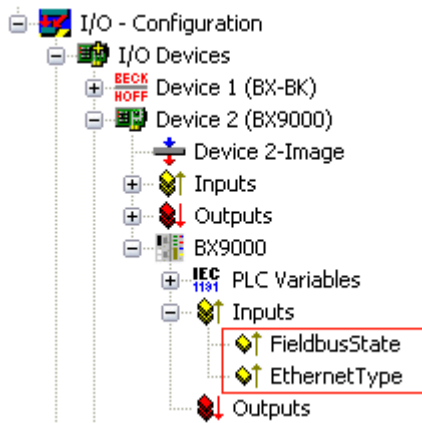 I/O - Configuration
I/O Devices
BECK
HOFF
Device 1 (BX-BK)
Device 2 (BX9000)
Device 2-Image
Inputs
Outputs
BX9000
IEC
1131
PLC Variables
Inputs
FieldbusState
EthernetType
Outputs